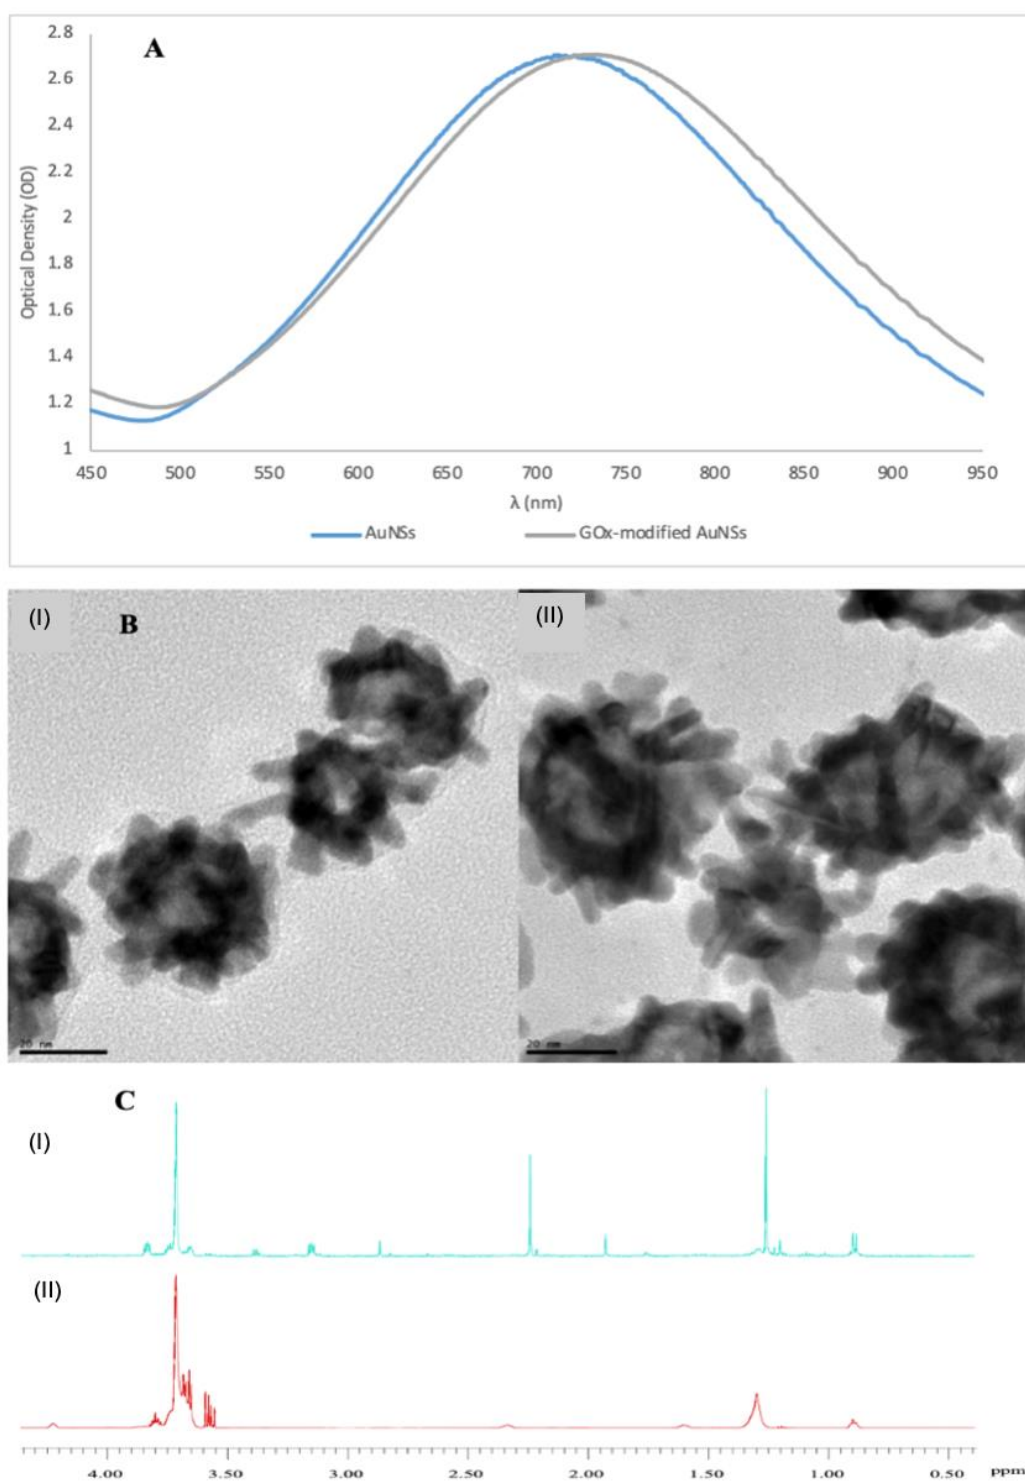 A
2.8
2.6
2.4
2.2
2
1.8
1.6
1.4
1.2
1
Optical Density (OD)
450 500 550 600 650 700 750 800 850 900 950
λ (nm)
AuNSs GOx-modified AuNSs
(I) B (II)
20 nm 20 nm
C
(I)
(II)
4.00 3.50 3.00 2.50 2.00 1.50 1.00 0.50 ppm